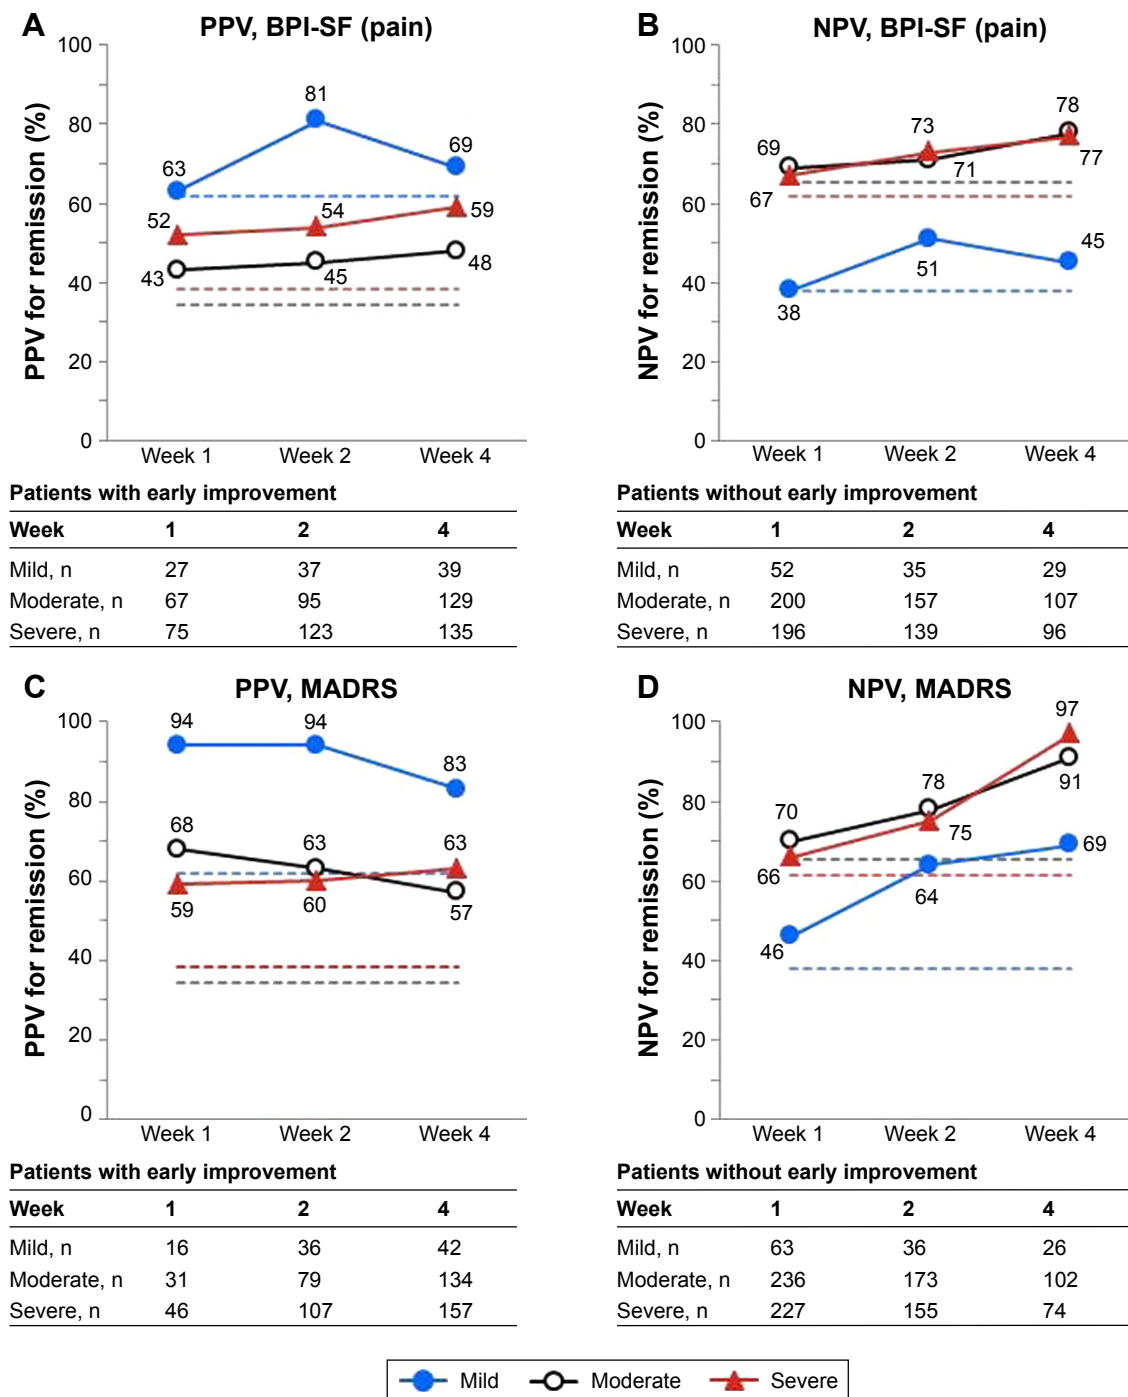 A PPV, BPI-SF (pain)
PPV for remission (%)
100
80
60
40
20
0
63 81 69
52 54 59
43 45 48
Week 1 Week 2 Week 4
Patients with early improvement
Week 1 2 4
Mild, n 27 37 39
Moderate, n 67 95 129
Severe, n 75 123 135
B NPV, BPI-SF (pain)
NPV for remission (%)
100
80
60
40
20
0
69 73 78
67 71 77
38 51 45
Week 1 Week 2 Week 4
Patients without early improvement
Week 1 2 4
Mild, n 52 35 29
Moderate, n 200 157 107
Severe, n 196 139 96
C PPV, MADRS
PPV for remission (%)
100
80
60
40
20
0
94 94 83
68 63 63
59 60 57
Week 1 Week 2 Week 4
Patients with early improvement
Week 1 2 4
Mild, n 16 36 42
Moderate, n 31 79 134
Severe, n 46 107 157
D NPV, MADRS
NPV for remission (%)
100
80
60
40
20
0
70 78 97
66 75 91
46 64 69
Week 1 Week 2 Week 4
Patients without early improvement
Week 1 2 4
Mild, n 63 36 26
Moderate, n 236 173 102
Severe, n 227 155 74
Mild Moderate Severe